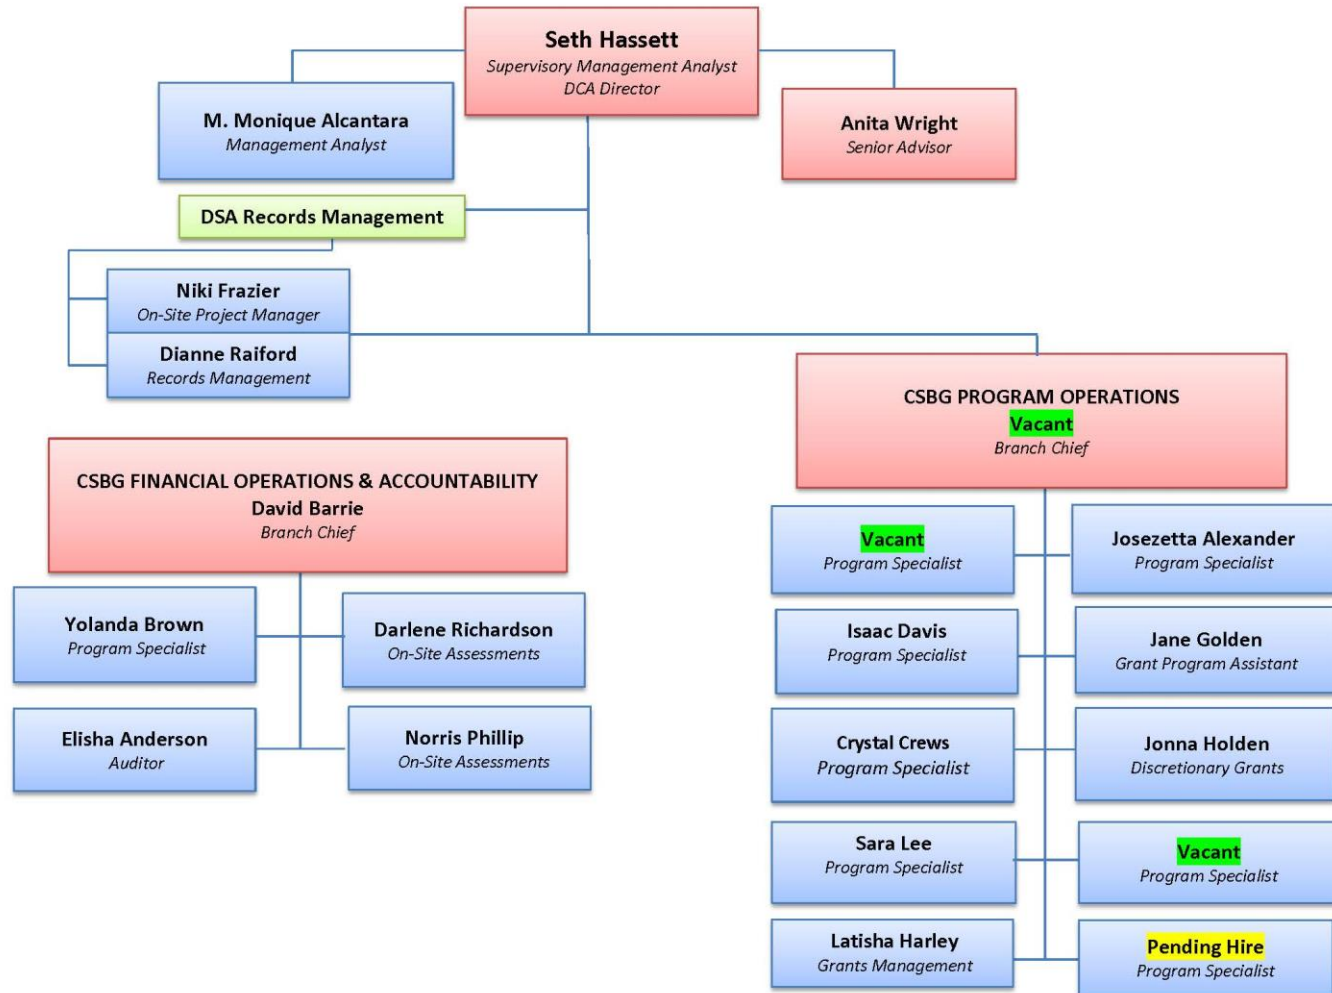 Seth Hassett
Supervisory Management Analyst
DCA Director
M. Monique Alcantara
Management Analyst
Anita Wright
Senior Advisor
DSA Records Management
Niki Frazier
On-Site Project Manager
Dianne Raiford
Records Management
CSBG FINANCIAL OPERATIONS & ACCOUNTABILITY
David Barrie
Branch Chief
Yolanda Brown
Program Specialist
Darlene Richardson
On-Site Assessments
Elisha Anderson
Auditor
Norris Phillip
On-Site Assessments
CSBG PROGRAM OPERATIONS
Vacant
Branch Chief
Vacant
Program Specialist
Josezetta Alexander
Program Specialist
Isaac Davis
Program Specialist
Jane Golden
Grant Program Assistant
Crystal Crews
Program Specialist
Jonna Holden
Discretionary Grants
Sara Lee
Program Specialist
Vacant
Program Specialist
Latisha Harley
Grants Management
Pending Hire
Program Specialist